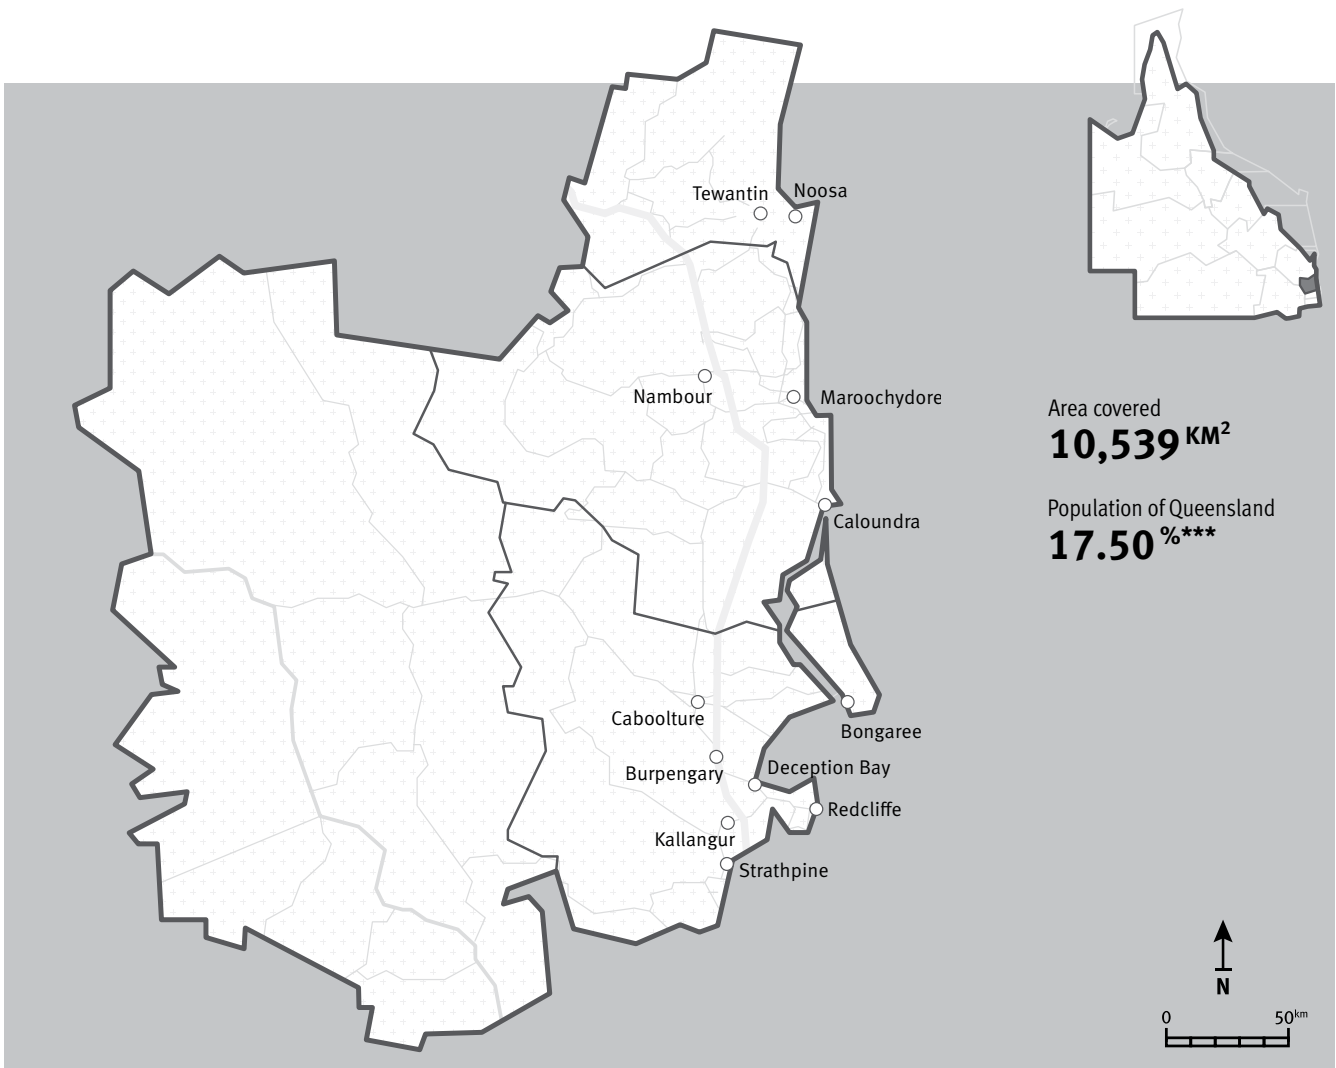 Tewantin
Noosa
Nambour
Maroochydore
Caloundra
Caboolture
Bongaree
Burpengary
Deception Bay
Redcliffe
Kallangur
Strathpine
Area covered
10,539 KM²
Population of Queensland
17.50 %***
N
0 50km